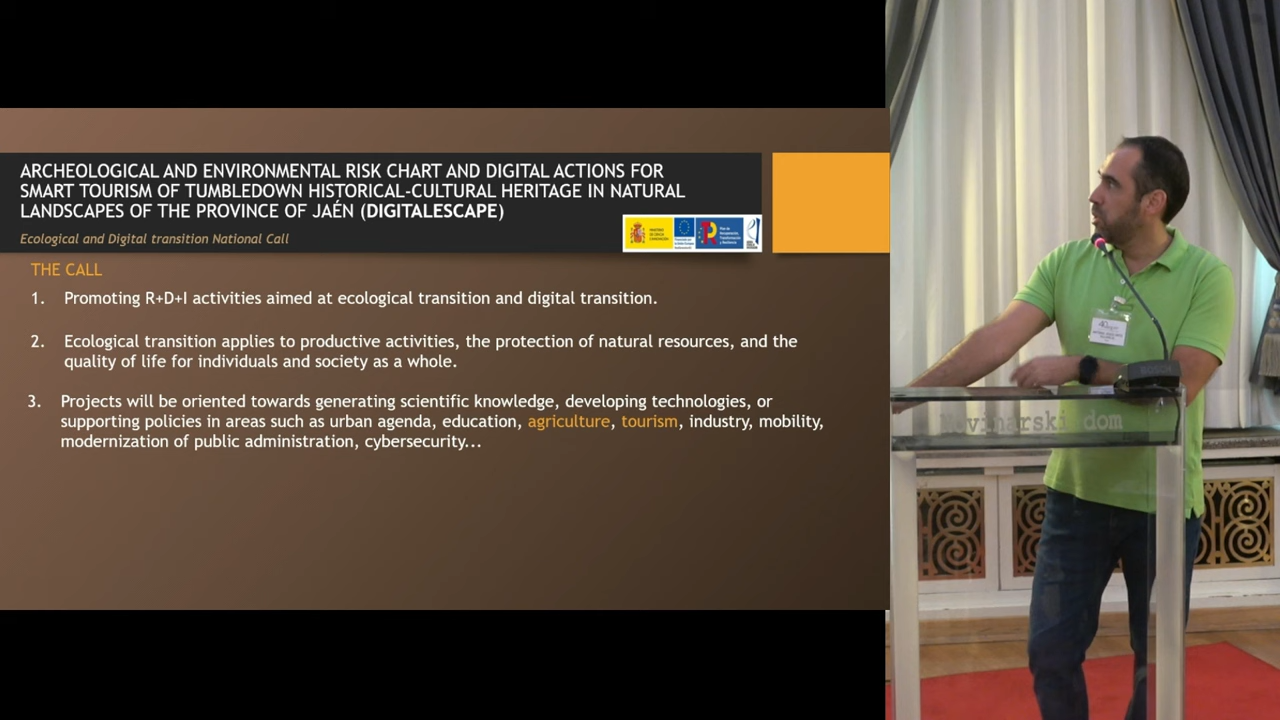 ARCHEOLOGICAL AND ENVIRONMENTAL RISK CHART AND DIGITAL ACTIONS FOR
SMART TOURISM OF TUMBLEDOWN HISTORICAL-CULTURAL HERITAGE IN NATURAL
LANDSCAPES OF THE PROVINCE OF JAÉN (DIGITALESCAPE)
Ecological and Digital transition National Call
THE CALL
1. Promoting R+D+I activities aimed at ecological transition and digital transition.
2. Ecological transition applies to productive activities, the protection of natural resources, and the
quality of life for individuals and society as a whole.
3. Projects will be oriented towards generating scientific knowledge, developing technologies, or
supporting policies in areas such as urban agenda, education, agriculture, tourism, industry, mobility,
modernization of public administration, cybersecurity...
BOSCH
Novinarski dom